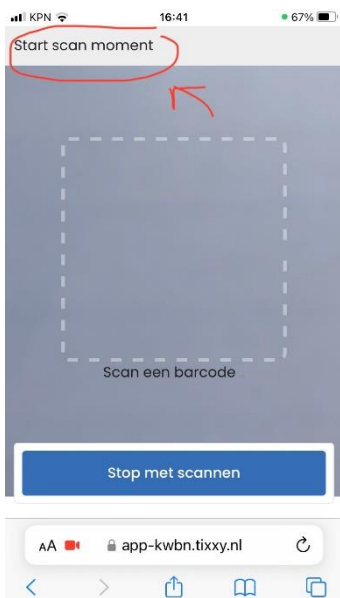 KPN 16:41 67%
Start scan moment
Scan een barcode
Stop met scannen
AA app-kwbn.tixxy.nl